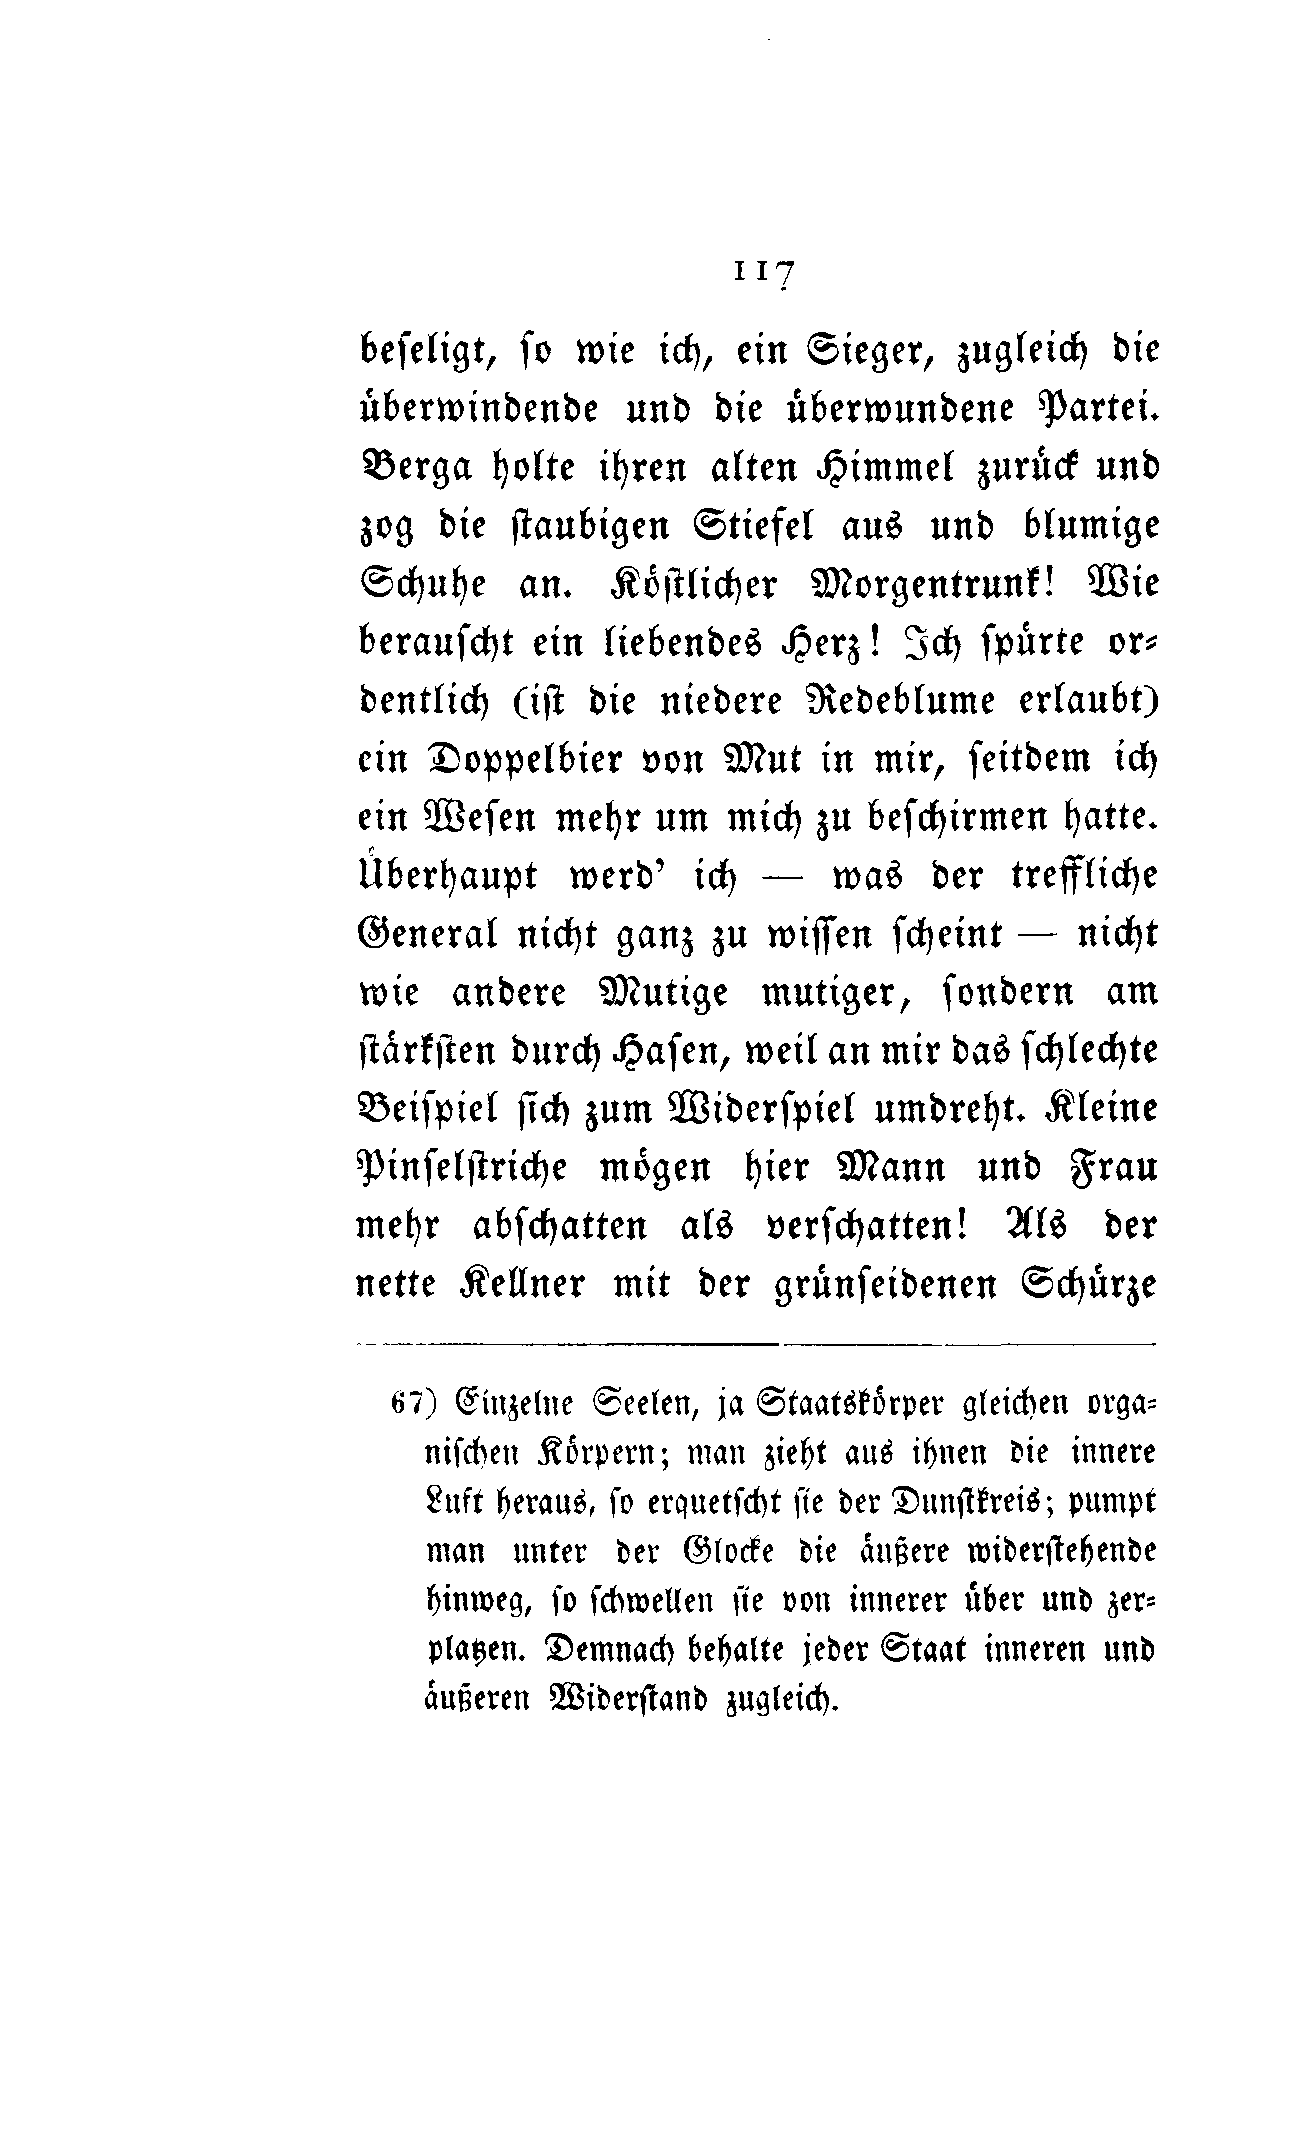 117
beſeligt, ſo wie ich, ein Sieger, zugleich die
überwindende und die überwundene Partei.
Berga holte ihren alten Himmel zurück und
zog die ſtaubigen Stiefel aus und blumige
Schuhe an. Köſtlicher Morgentrunk! Wie
berauſcht ein liebendes Herz! Ich ſpürte or⸗
dentlich (iſt die niedere Redeblume erlaubt)
ein Doppelbier von Mut in mir, ſeitdem ich
ein Weſen mehr um mich zu beſchirmen hatte.
Überhaupt werd’ ich — was der treffliche
General nicht ganz zu wiſſen ſcheint — nicht
wie andere Mutige mutiger, ſondern am
ſtärkſten durch Haſen, weil an mir das ſchlechte
Beiſpiel ſich zum Widerſpiel umdreht. Kleine
Pinſelſtriche mögen hier Mann und Frau
mehr abſchatten als verſchatten! Als der
nette Kellner mit der grünſeidenen Schürze
67) Einzelne Seelen, ja Staatskörper gleichen orga⸗
niſchen Körpern; man zieht aus ihnen die innere
Luft heraus, ſo erquetſcht ſie der Dunſtkreis; pumpt
man unter der Glocke die äußere widerſtehende
hinweg, ſo ſchwellen ſie von innerer über und zer⸗
platzen. Demnach behalte jeder Staat inneren und
äußeren Widerſtand zugleich.